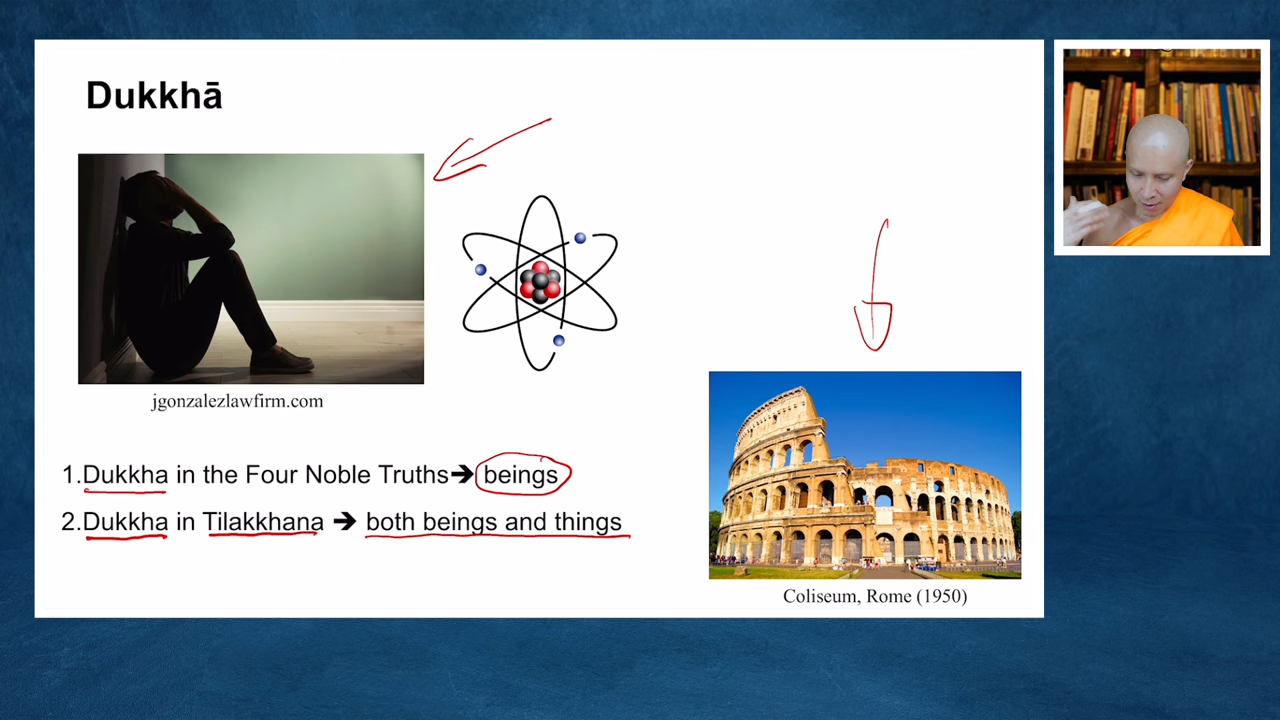 Dukkhā
jgonzalezlawfirm.com
1.Dukkha in the Four Noble Truths➔ beings
2.Dukkha in Tilakkhana ➔ both beings and things
Coliseum, Rome (1950)